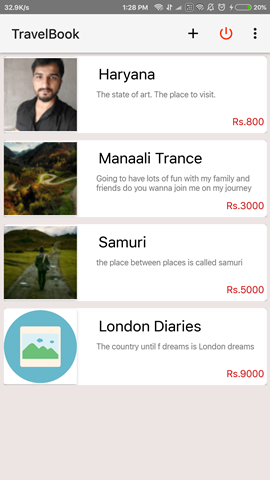 32.9K/s 1:28 PM 20%
TravelBook
Haryana
The state of art. The place to visit.
Rs.800
Manaali Trance
Going to have lots of fun with my family and
friends do you wanna join me on my journey
Rs.3000
Samuri
the place between places is called samuri
Rs.5000
London Diaries
The country until f dreams is London dreams
Rs.9000